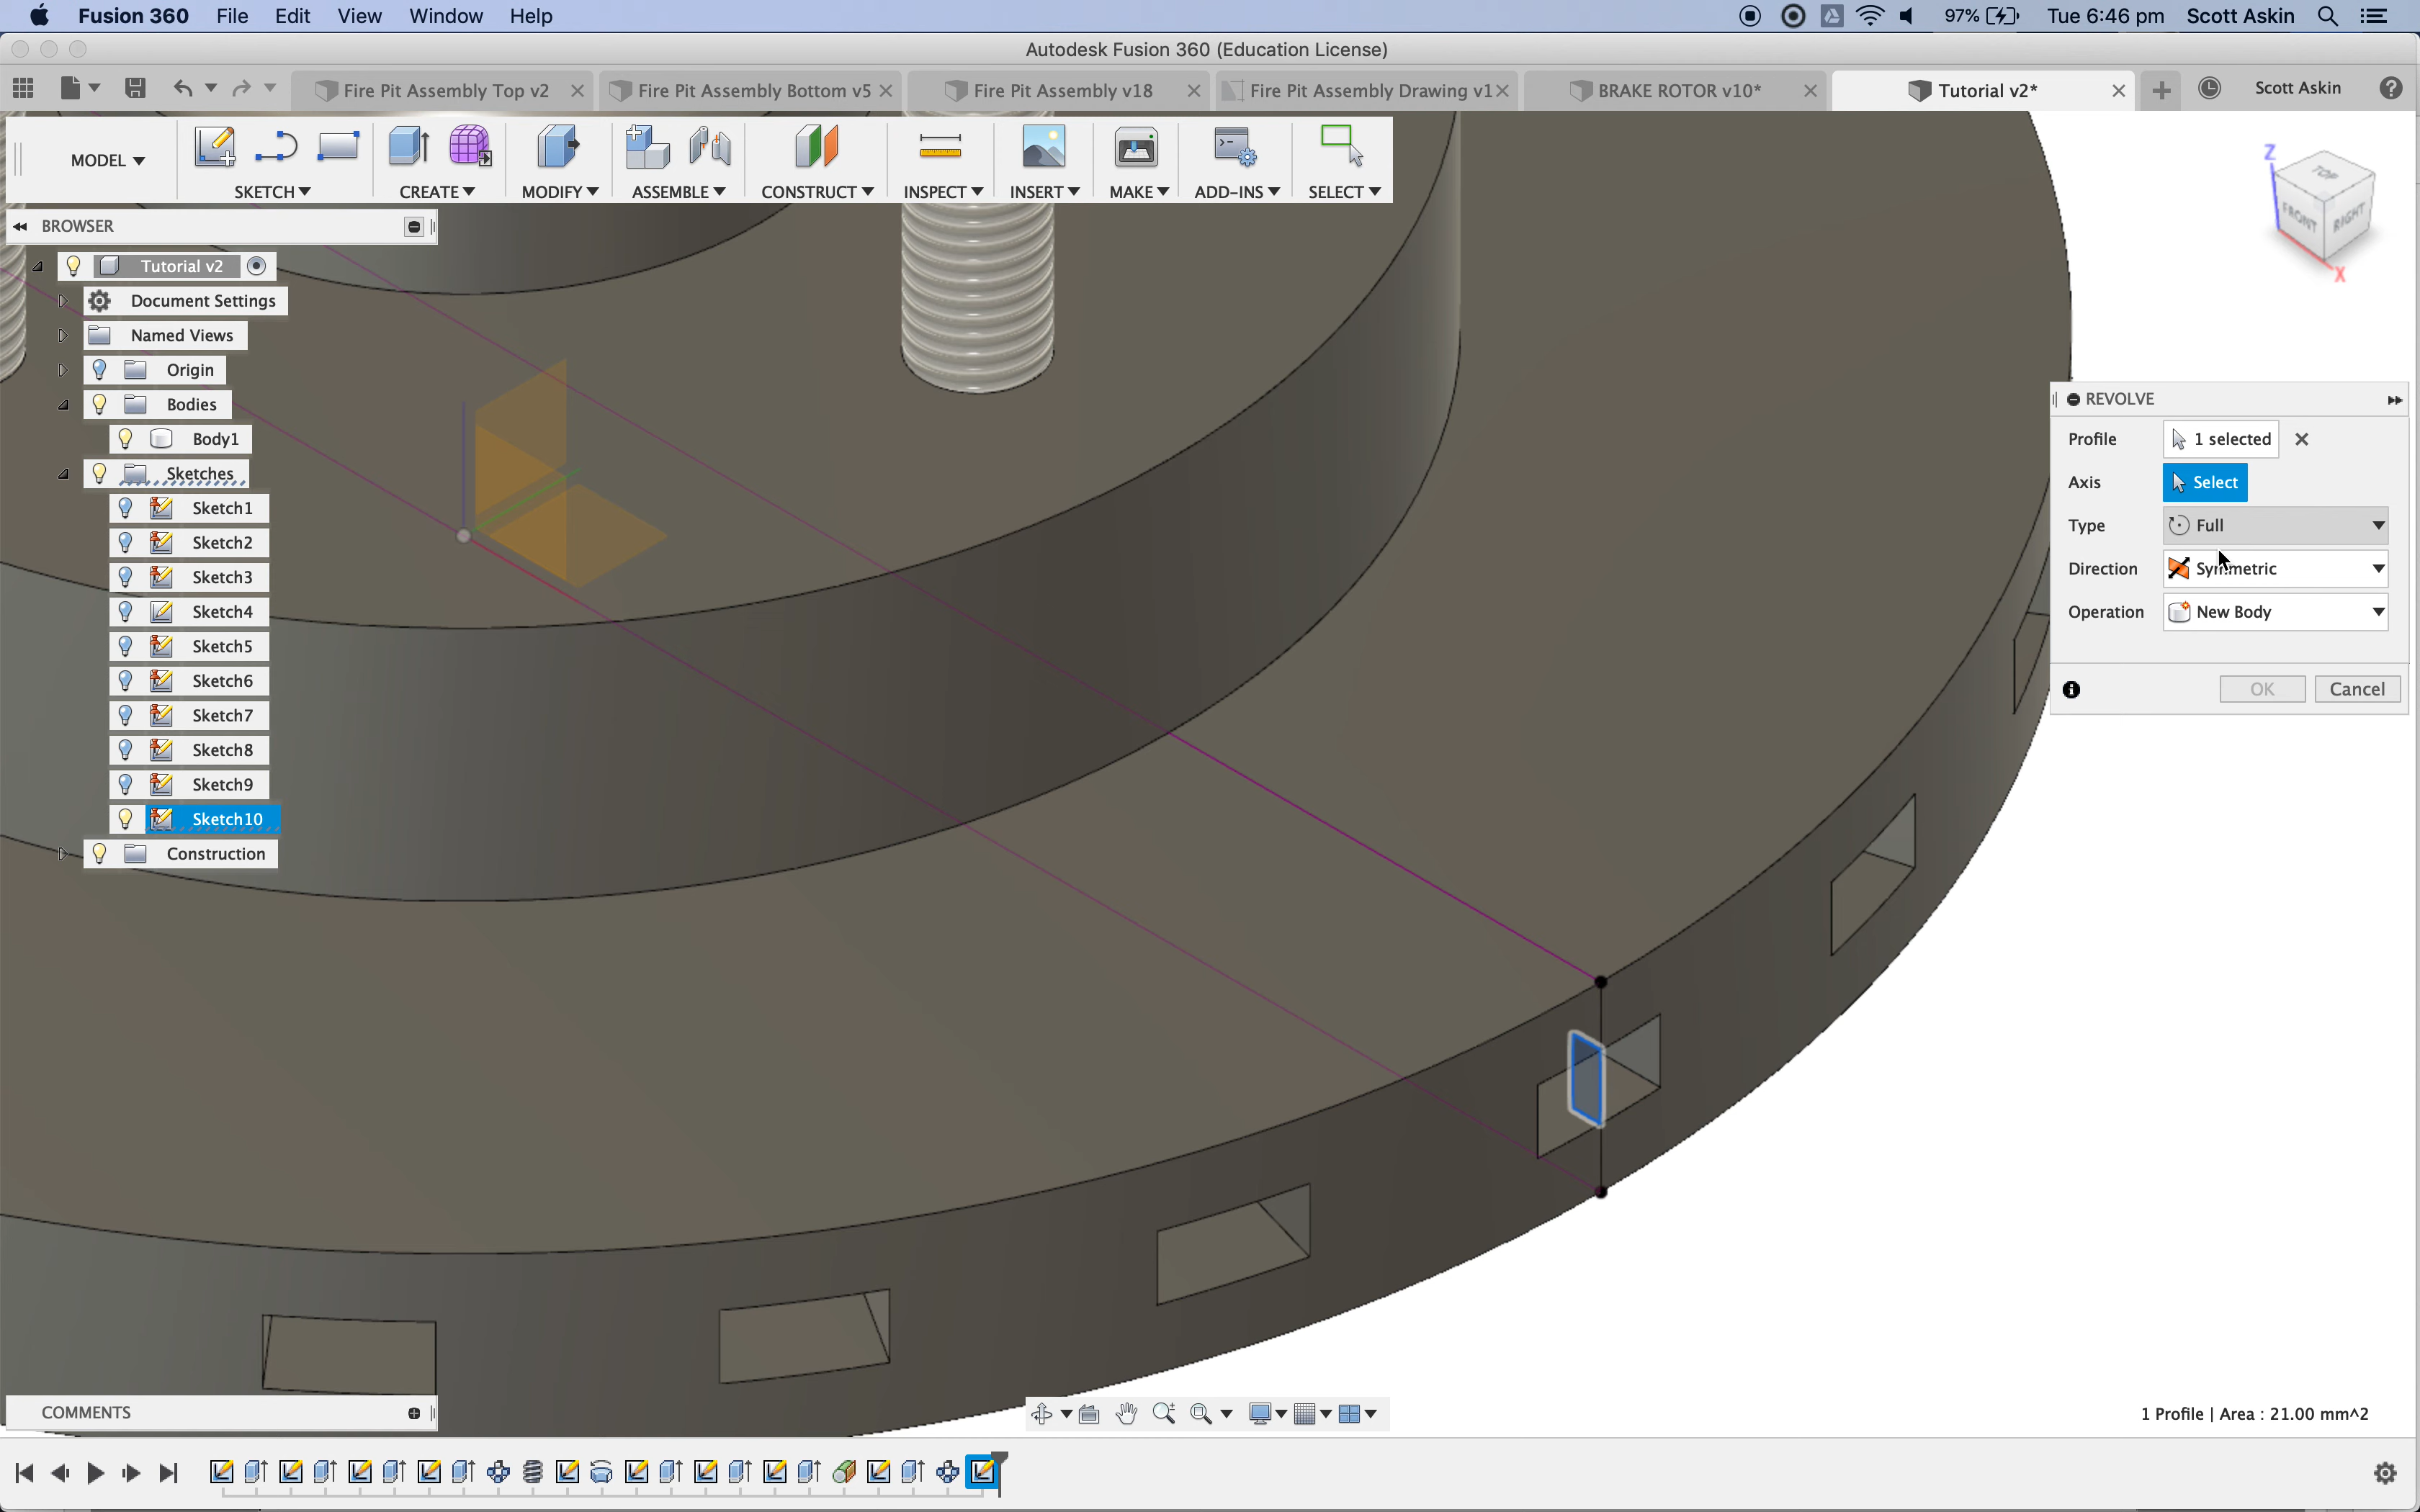 Fusion 360 File Edit View Window Help 97% Tue 6:46 pm Scott Askin
Autodesk Fusion 360 (Education License)
Fire Pit Assembly Top v2 Fire Pit Assembly Bottom v5 Fire Pit Assembly v18 Fire Pit Assembly Drawing v1 BRAKE ROTOR v10* Tutorial v2* Scott Askin
MODEL SKETCH CREATE MODIFY ASSEMBLE CONSTRUCT INSPECT INSERT MAKE ADD-INS SELECT
Z
TOP
FRONT RIGHT
X
BROWSER
Tutorial v2
Document Settings
Named Views
Origin
Bodies
Body1
Sketches
Sketch1
Sketch2
Sketch3
Sketch4
Sketch5
Sketch6
Sketch7
Sketch8
Sketch9
Sketch10
Construction
REVOLVE
Profile 1 selected
Axis Select
Type Full
Direction Symmetric
Operation New Body
OK Cancel
COMMENTS
1 Profile | Area : 21.00 mm^2